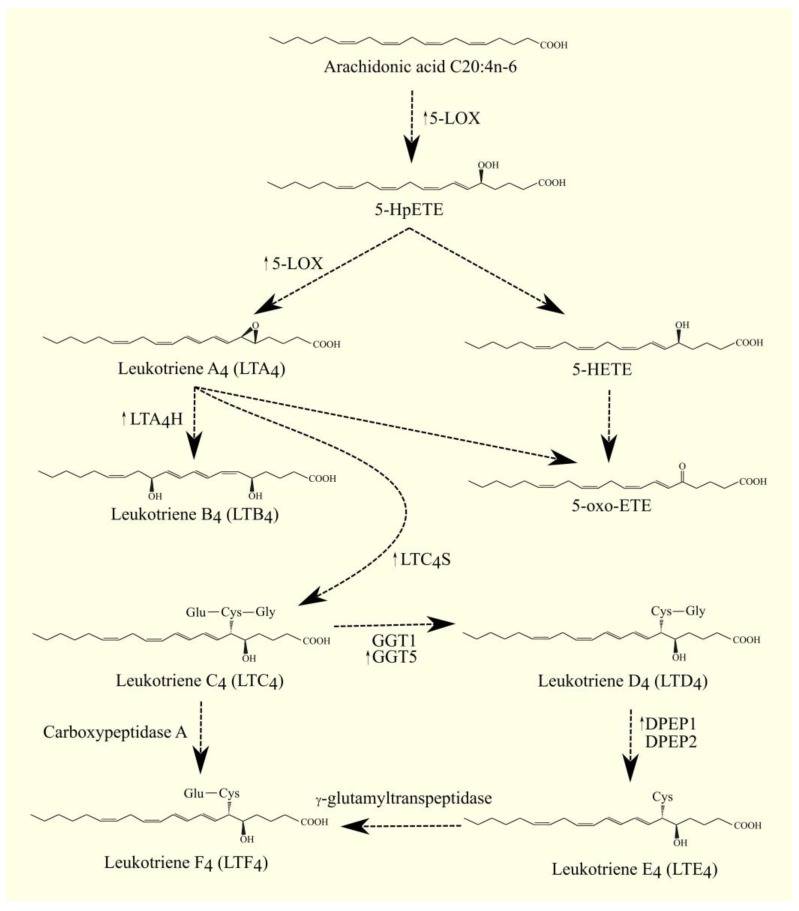 COOH
Arachidonic acid C20:4n-6
↑5-LOX
OOH
COOH
5-HpETE
↑5-LOX
O
COOH
Leukotriene A4 (LTA4)
OH
COOH
5-HETE
↑LTA4H
COOH
OH OH
Leukotriene B4 (LTB4)
O
COOH
5-oxo-ETE
↑LTC4S
Glu—Cys—Gly
COOH
OH
Leukotriene C4 (LTC4)
GGT1
↑GGT5
Cys—Gly
COOH
OH
Leukotriene D4 (LTD4)
Carboxypeptidase A
↑DPEP1
DPEP2
Glu—Cys
COOH
OH
Leukotriene F4 (LTF4)
γ-glutamyltranspeptidase
Cys
COOH
OH
Leukotriene E4 (LTE4)